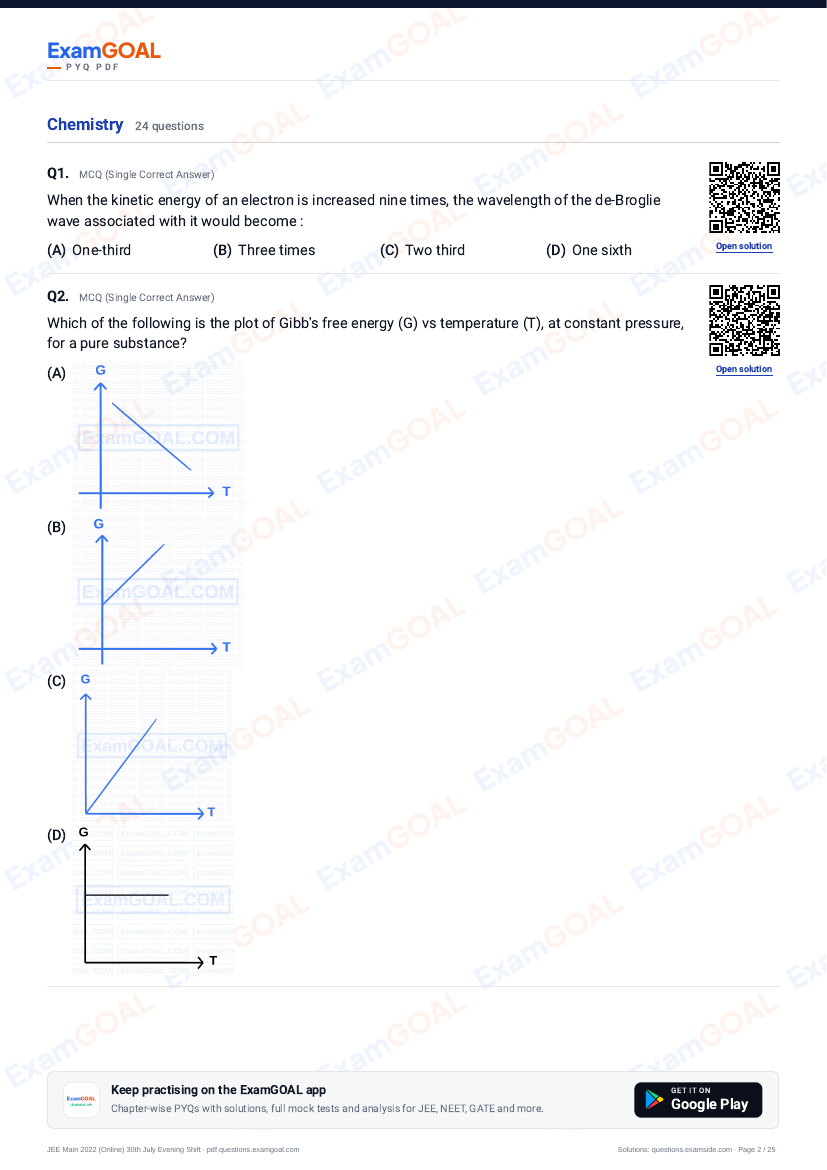 ExamGOAL
PYQ PDF
Chemistry 24 questions
Q1. MCQ (Single Correct Answer)
When the kinetic energy of an electron is increased nine times, the wavelength of the de-Broglie
wave associated with it would become :
(A) One-third (B) Three times (C) Two third (D) One sixth
Open solution
Q2. MCQ (Single Correct Answer)
Which of the following is the plot of Gibb's free energy (G) vs temperature (T), at constant pressure,
for a pure substance?
Open solution
(A)
G
ExamGOAL.COM
T
(B)
G
ExamGOAL.COM
T
(C)
G
ExamGOAL.COM
T
(D)
G
ExamGOAL.COM
T
Keep practising on the ExamGOAL app
Chapter-wise PYQs with solutions, full mock tests and analysis for JEE, NEET, GATE and more.
ExamGOAL
GET IT ON
Google Play
JEE Main 2022 (Online) 30th July Evening Shift · pdf.questions.examgoal.com
Solutions: questions.examside.com · Page 2 / 25